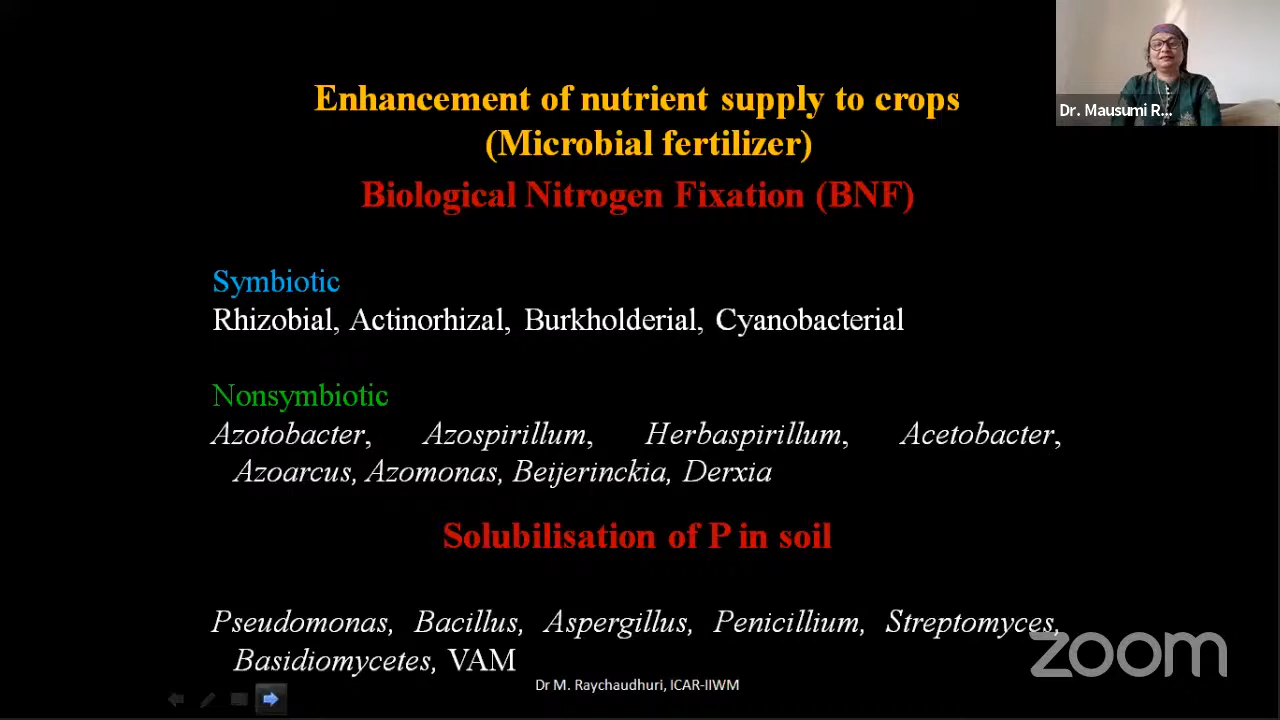 Dr. Mausumi R...
Enhancement of nutrient supply to crops
(Microbial fertilizer)
Biological Nitrogen Fixation (BNF)
Symbiotic
Rhizobial, Actinorhizal, Burkholderial, Cyanobacterial
Nonsymbiotic
Azotobacter, Azospirillum, Herbaspirillum, Acetobacter,
Azoarcus, Azomonas, Beijerinckia, Derxia
Solubilisation of P in soil
Pseudomonas, Bacillus, Aspergillus, Penicillium, Streptomyces,
Basidiomycetes, VAM
zoom
Dr M. Raychaudhuri, ICAR-IIWM